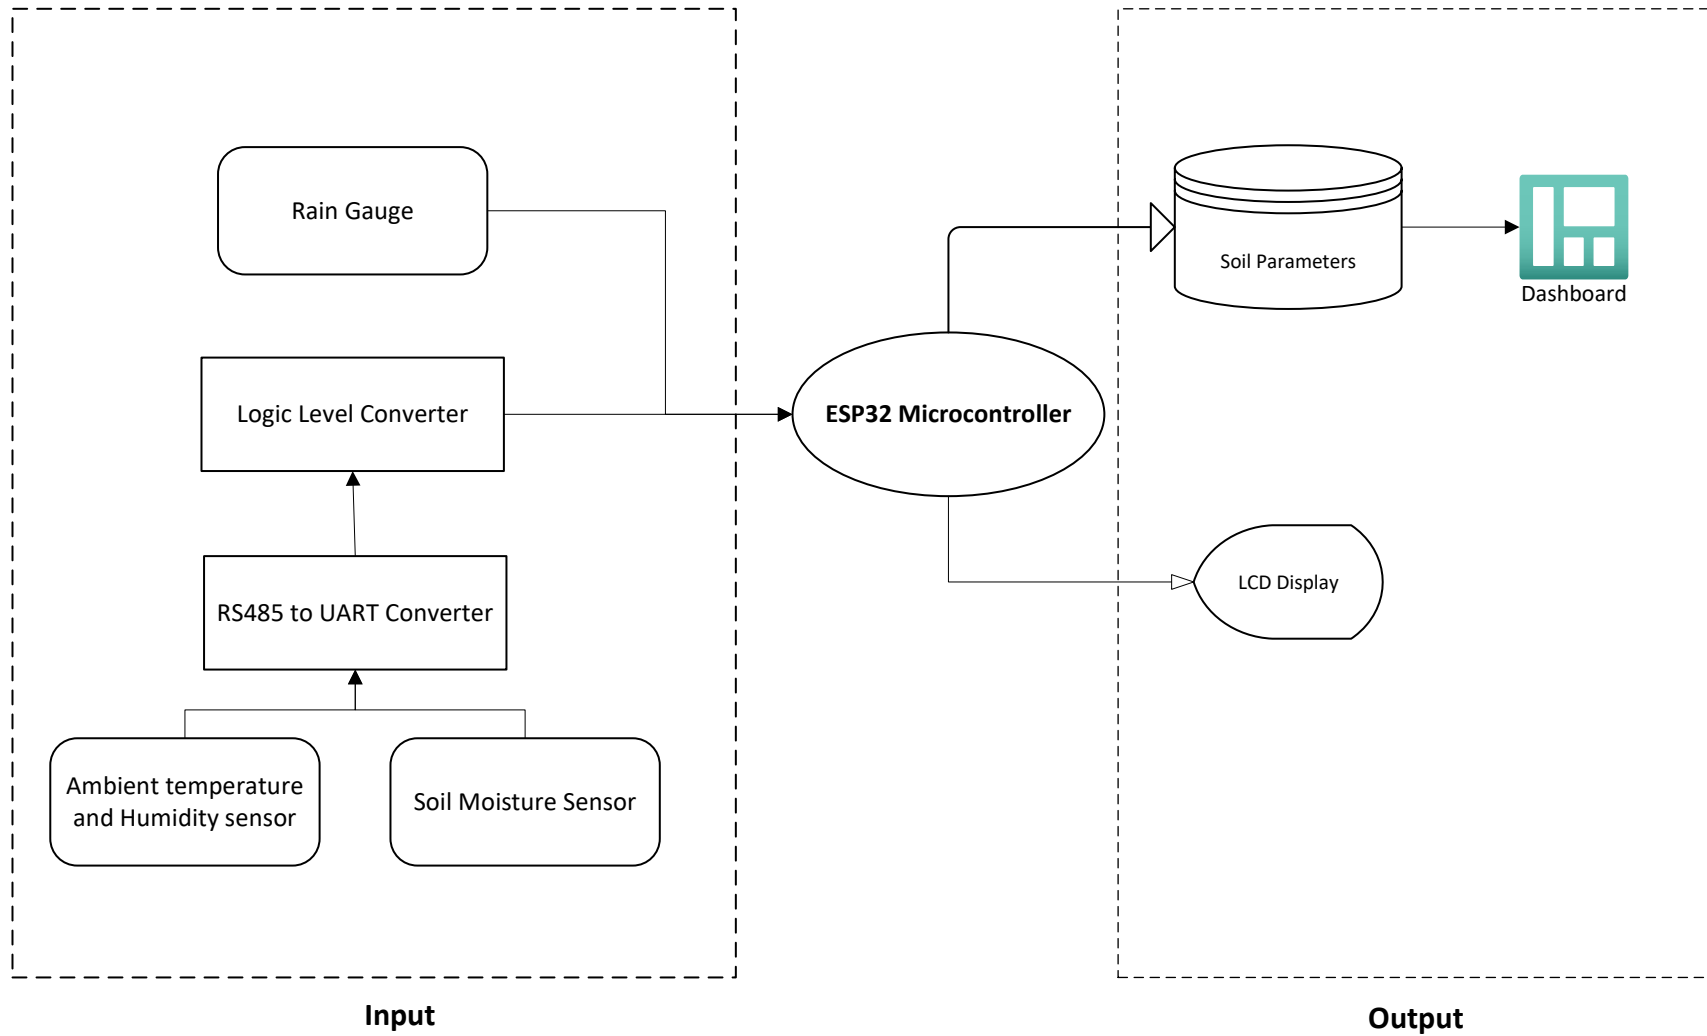 Rain Gauge
Logic Level Converter
RS485 to UART Converter
Ambient temperature
and Humidity sensor
Soil Moisture Sensor
Input
ESP32 Microcontroller
Soil Parameters
Dashboard
LCD Display
Output